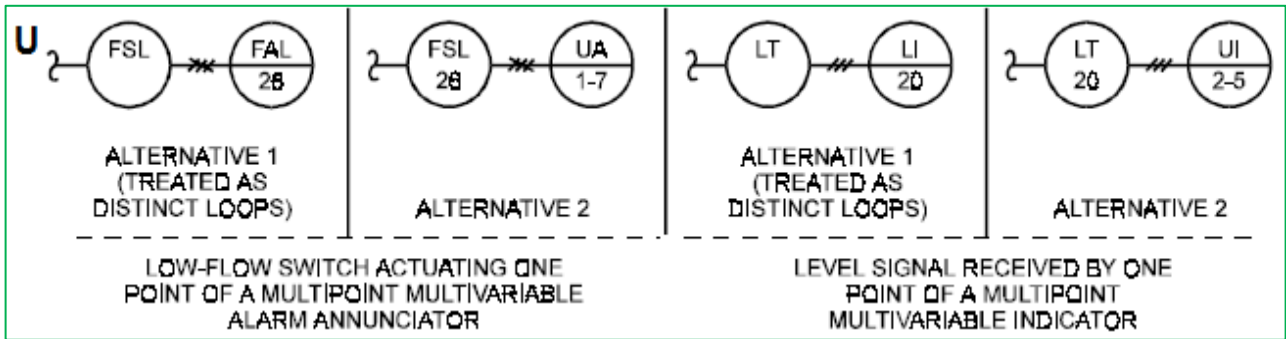 U
FSL
FAL
26
FSL
26
UA
1-7
LT
LI
20
LT
20
UI
2-5
ALTERNATIVE 1
(TREATED AS
DISTINCT LOOPS)
ALTERNATIVE 2
ALTERNATIVE 1
(TREATED AS
DISTINCT LOOPS)
ALTERNATIVE 2
LOW-FLOW SWITCH ACTUATING ONE
POINT OF A MULTIPOINT MULTIVARIABLE
ALARM ANNUNCIATOR
LEVEL SIGNAL RECEIVED BY ONE
POINT OF A MULTIPOINT
MULTIVARIABLE INDICATOR